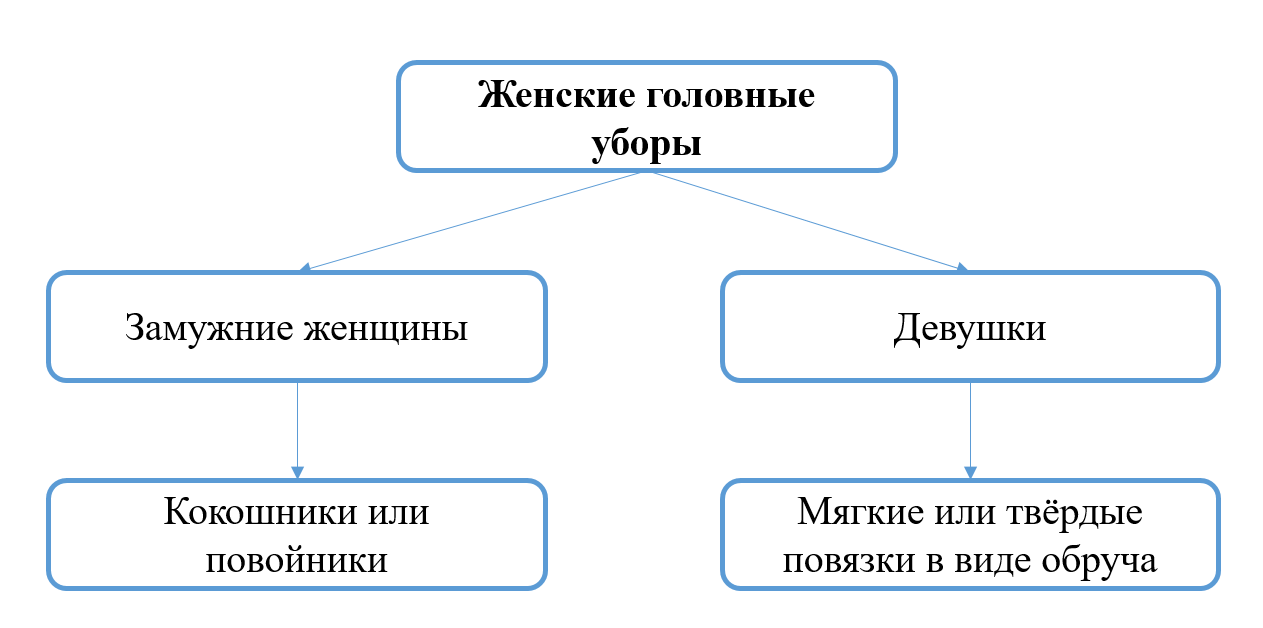 Женские головные
уборы
Замужние женщины
Девушки
Кокошники или
повойники
Мягкие или твёрдые
повязки в виде обруча